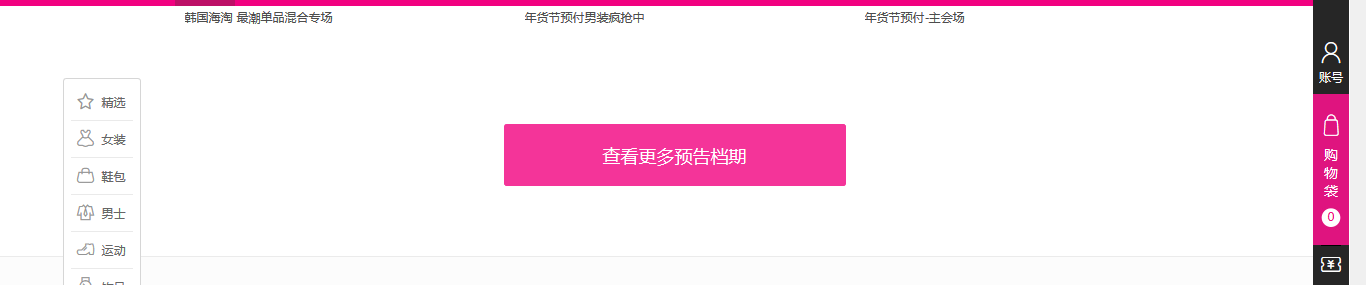 韩国海淘 最潮单品混合专场
年货节预付男装疯抢中
年货节预付-主会场
账号
精选
女装
查看更多预告档期
购物袋
0
鞋包
男士
运动